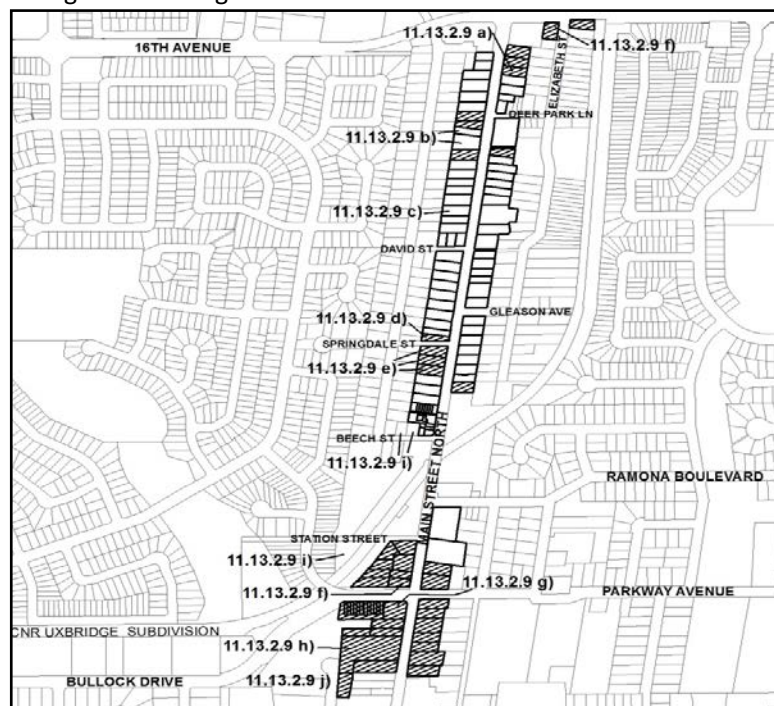 16TH AVENUE
11.13.2.9 a)
11.13.2.9 f)
ELIZABETH ST
DEER PARK LN
11.13.2.9 b)
11.13.2.9 c)
DAVID ST
GLEASON AVE
11.13.2.9 d)
SPRINGDALE ST
11.13.2.9 e)
BEECH ST
11.13.2.9 i)
MAIN STREET NORTH
RAMONA BOULEVARD
STATION STREET
11.13.2.9 i)
11.13.2.9 g)
11.13.2.9 f)
PARKWAY AVENUE
CNR UXBRIDGE SUBDIVISION
11.13.2.9 h)
BULLOCK DRIVE
11.13.2.9 j)